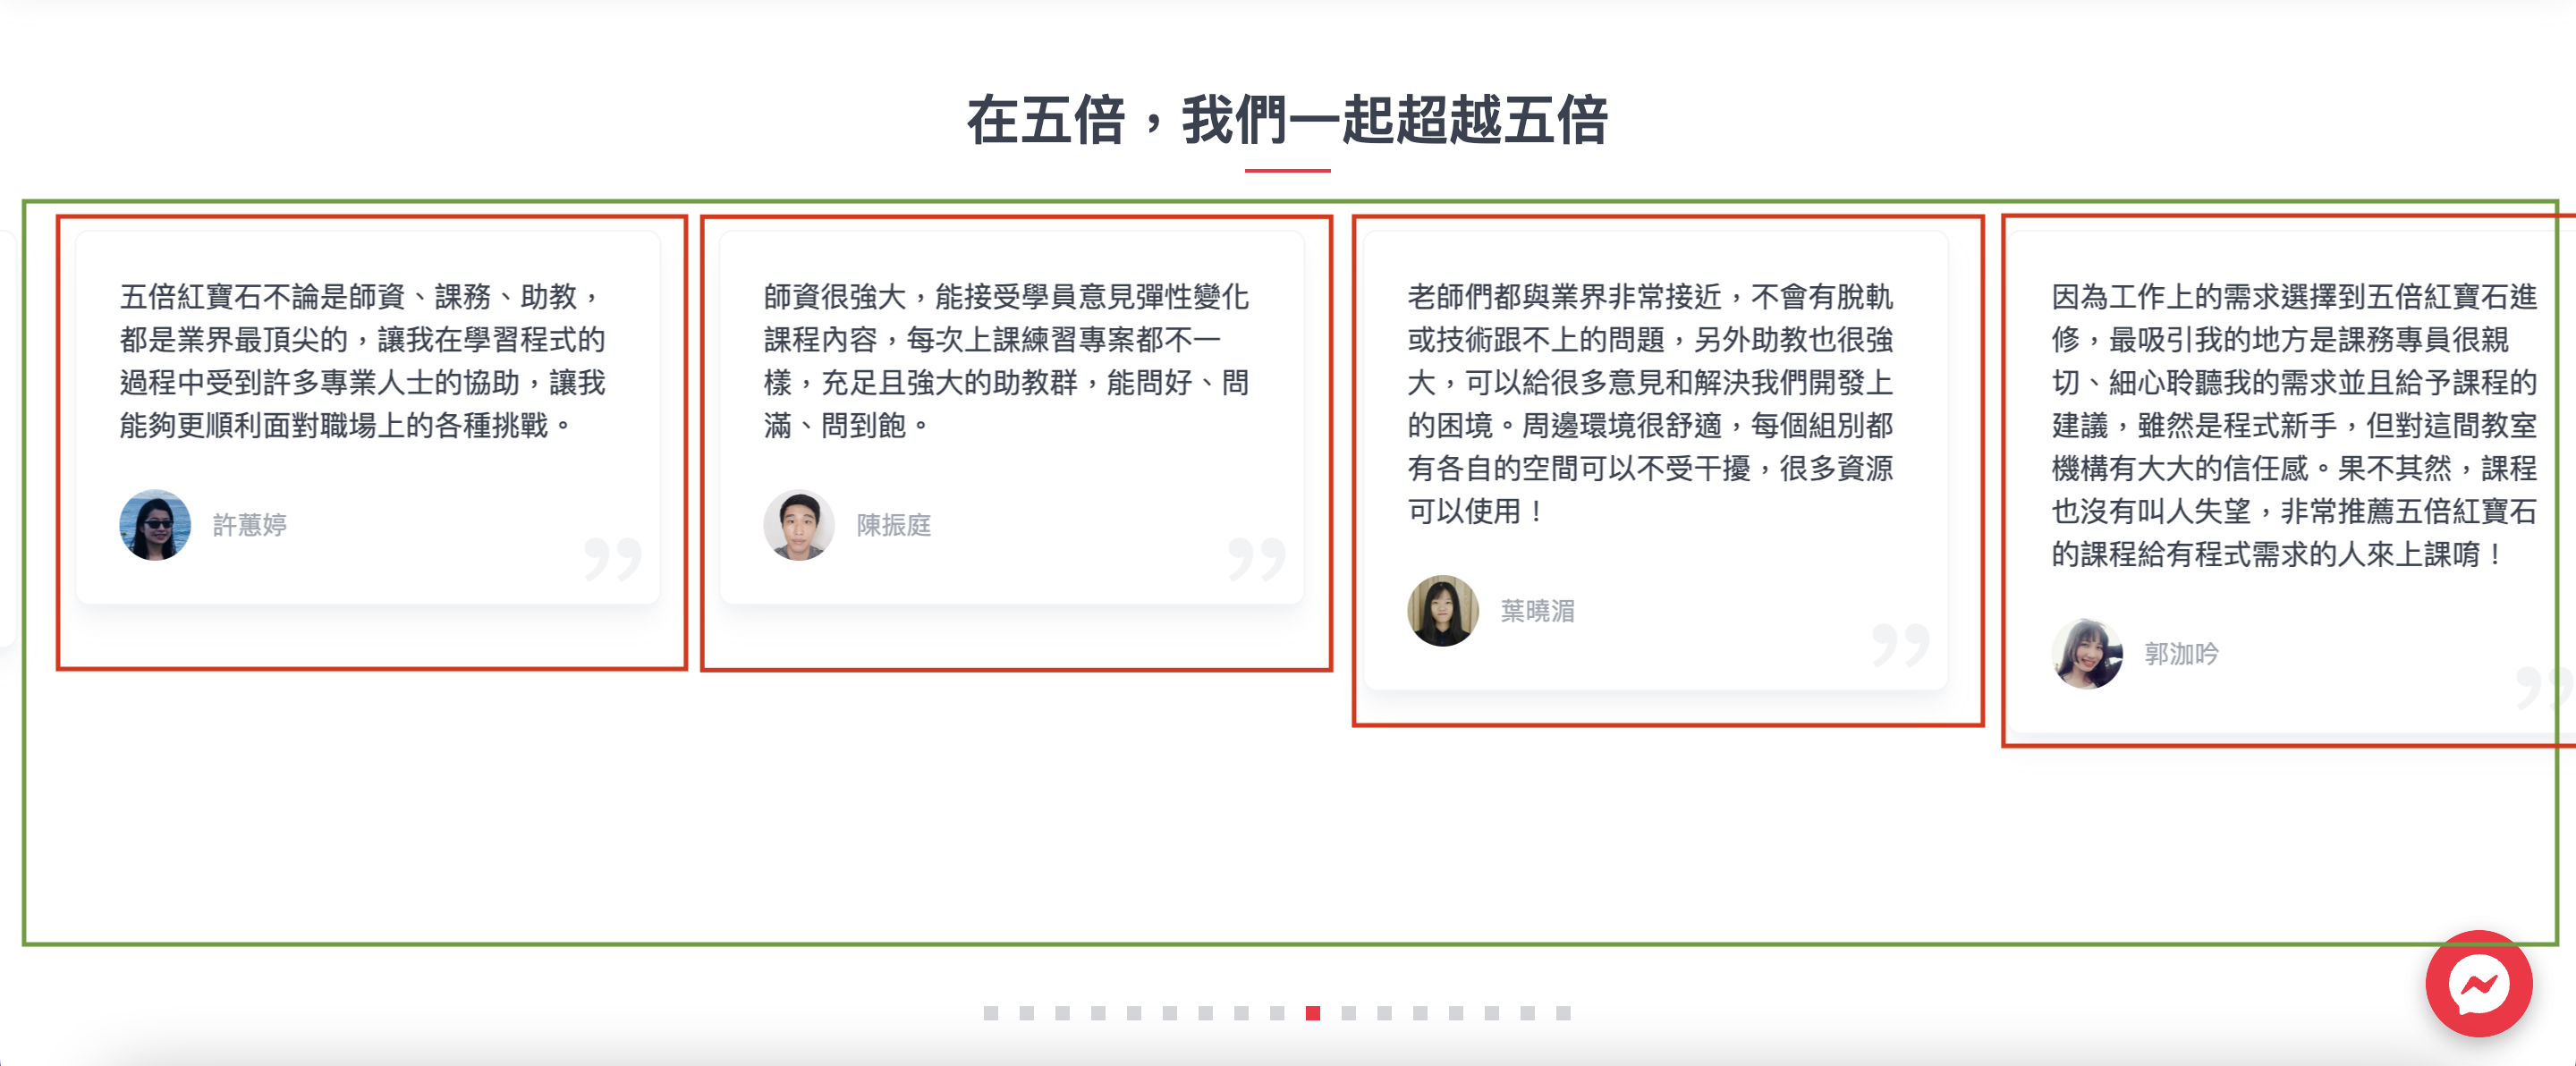 在五倍，我們一起超越五倍
五倍紅寶石不論是師資、課務、助教，
都是業界最頂尖的，讓我在學習程式的
過程中受到許多專業人士的協助，讓我
能夠更順利面對職場上的各種挑戰。
許蕙婷
師資很強大，能接受學員意見彈性變化
課程內容，每次上課練習專案都不一
樣，充足且強大的助教群，能問好、問
滿、問到飽。
陳振庭
老師們都與業界非常接近，不會有脫軌
或技術跟不上的問題，另外助教也很強
大，可以給很多意見和解決我們開發上
的困境。周邊環境很舒適，每個組別都
有各自的空間可以不受干擾，很多資源
可以使用！
葉曉湄
因為工作上的需求選擇到五倍紅寶石進
修，最吸引我的地方是課務專員很親
切、細心聆聽我的需求並且給予課程的
建議，雖然是程式新手，但對這間教室
機構有大大的信任感。果不其然，課程
也沒有叫人失望，非常推薦五倍紅寶石
的課程給有程式需求的人來上課唷！
郭泇吟